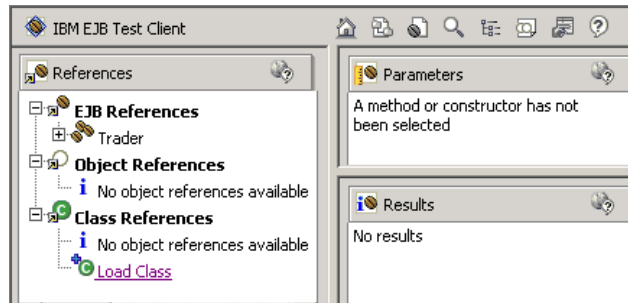 IBM EJB Test Client
References
EJB References
Trader
Object References
No object references available
Class References
No object references available
Load Class
Parameters
A method or constructor has not
been selected
Results
No results